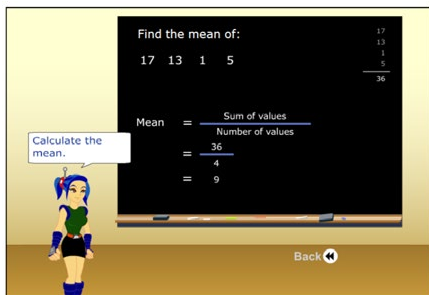 Find the mean of:
17 13 1 5
17
13
1
5
36
Mean = Sum of values
Number of values
= 36
4
= 9
Calculate the
mean.
Back